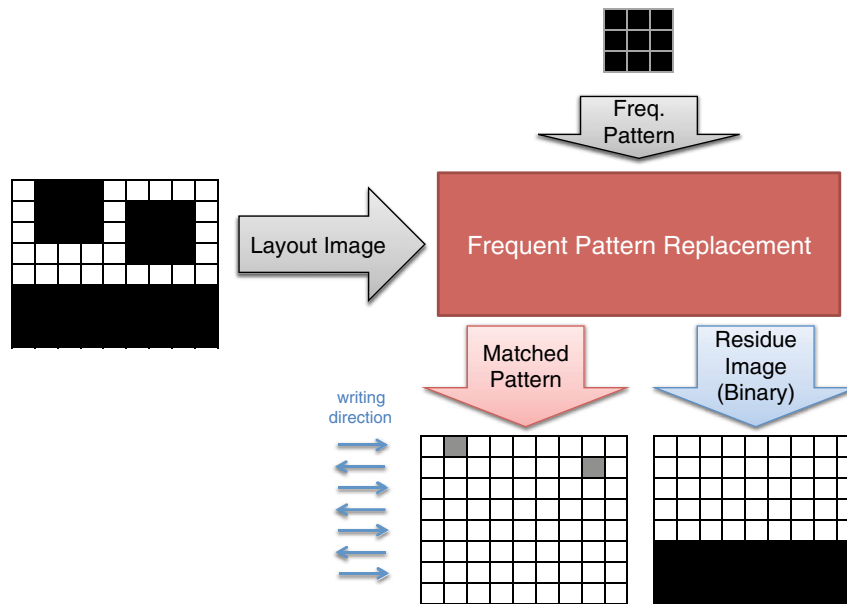 Freq.
Pattern
Layout Image
Frequent Pattern Replacement
Matched
Pattern
Residue
Image
(Binary)
writing
direction